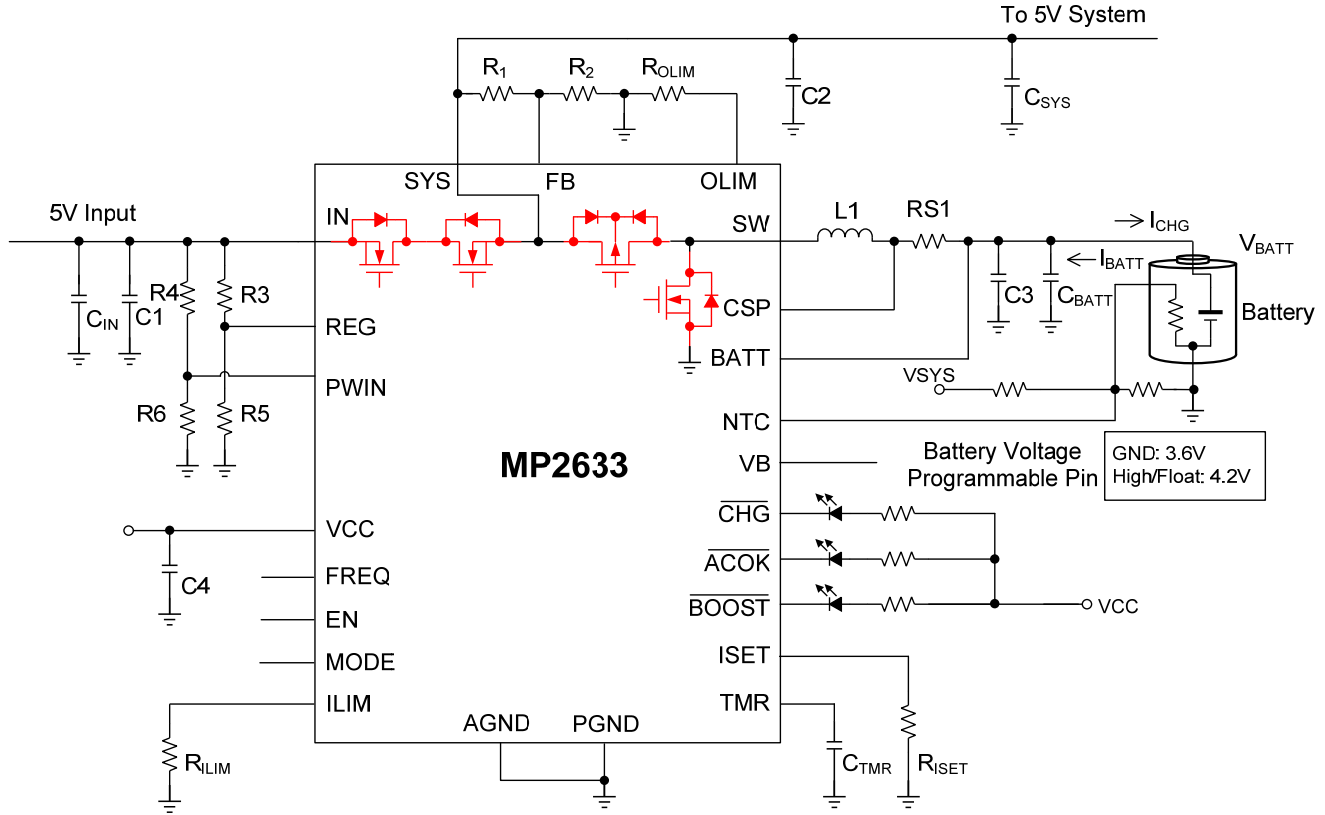 To 5V System
R1
R2
ROLIM
C2
CSYS
SYS
FB
OLIM
5V Input
IN
SW
L1
RS1
ICHG
IBATT
VBATT
R4
R3
CIN
C1
REG
CSP
C3
CBATT
Battery
BATT
VSYS
PWIN
R6
R5
NTC
MP2633
VB
Battery Voltage
Programmable Pin
GND: 3.6V
High/Float: 4.2V
CHG
VCC
ACOK
C4
FREQ
BOOST
VCC
EN
ISET
MODE
ILIM
TMR
AGND
PGND
RILIM
CTMR
RISET